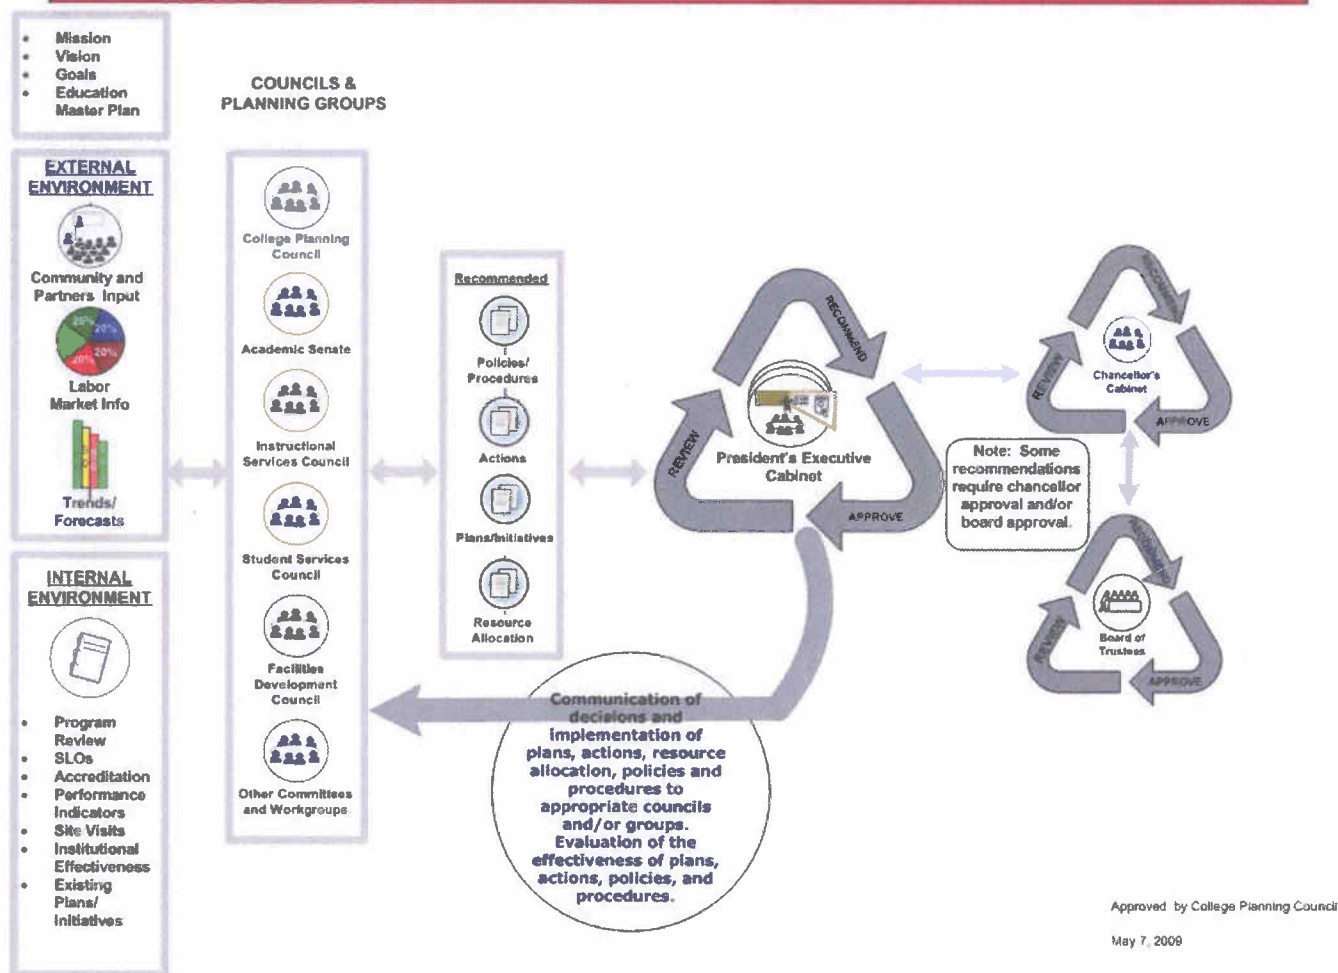 • Mission
• Vision
• Goals
• Education
Master Plan
EXTERNAL
ENVIRONMENT
Community and
Partners Input
20%
20%
20%
20%
Labor
Market Info
Trends/
Forecasts
INTERNAL
ENVIRONMENT
• Program
Review
• SLOs
• Accreditation
• Performance
Indicators
• Site Visits
• Institutional
Effectiveness
• Existing
Plans/
Initiatives
COUNCILS &
PLANNING GROUPS
College Planning
Council
Academic Senate
Instructional
Services Council
Student Services
Council
Facilities
Development
Council
Other Committees
and Workgroups
Recommended
Policies/
Procedures
Actions
Plans/Initiatives
Resource
Allocation
RECOMMEND
REVIEW
APPROVE
President's Executive
Cabinet
RECOMMEND
REVIEW
APPROVE
Chancellor's
Cabinet
Note: Some
recommendations
require chancellor
approval and/or
board approval.
RECOMMEND
REVIEW
APPROVE
Board of
Trustees
Communication of
decisions and
implementation of
plans, actions, resource
allocation, policies and
procedures to
appropriate councils
and/or groups.
Evaluation of the
effectiveness of plans,
actions, policies, and
procedures.
Approved by College Planning Council
May 7, 2009